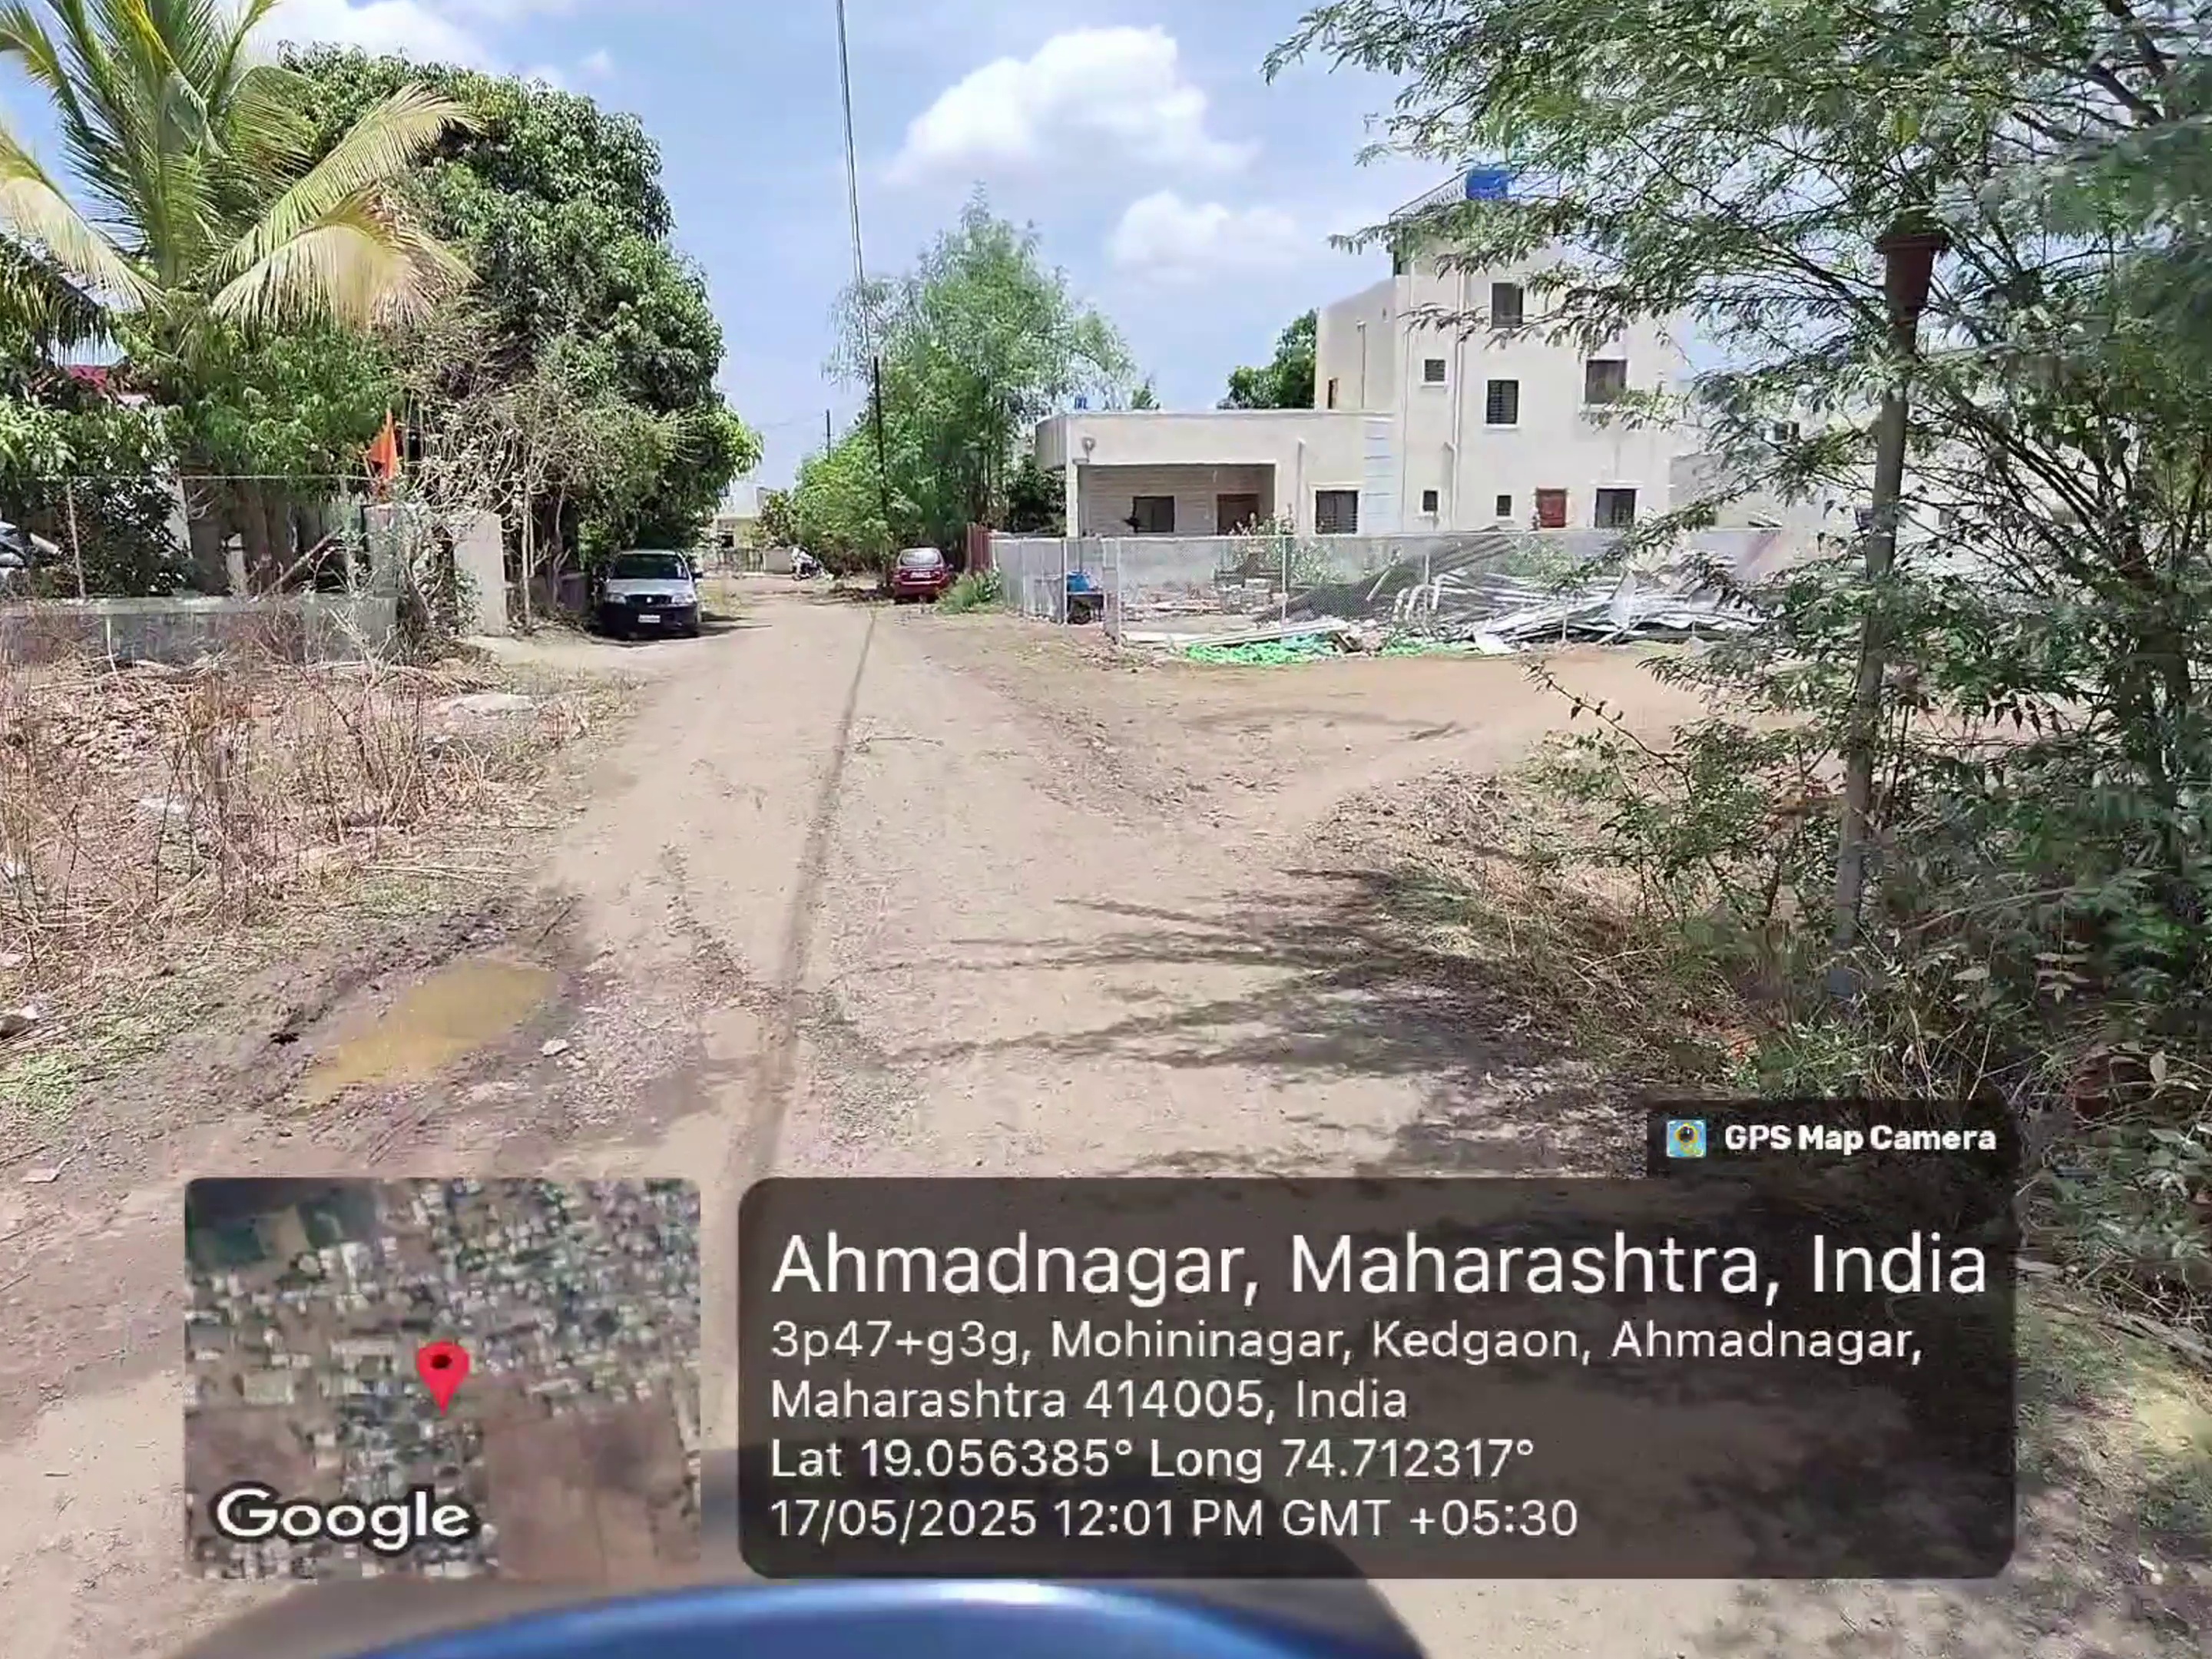 GPS Map Camera
Ahmadnagar, Maharashtra, India
3p47+g3g, Mohininagar, Kedgaon, Ahmadnagar,
Maharashtra 414005, India
Lat 19.056385° Long 74.712317°
17/05/2025 12:01 PM GMT +05:30
Google